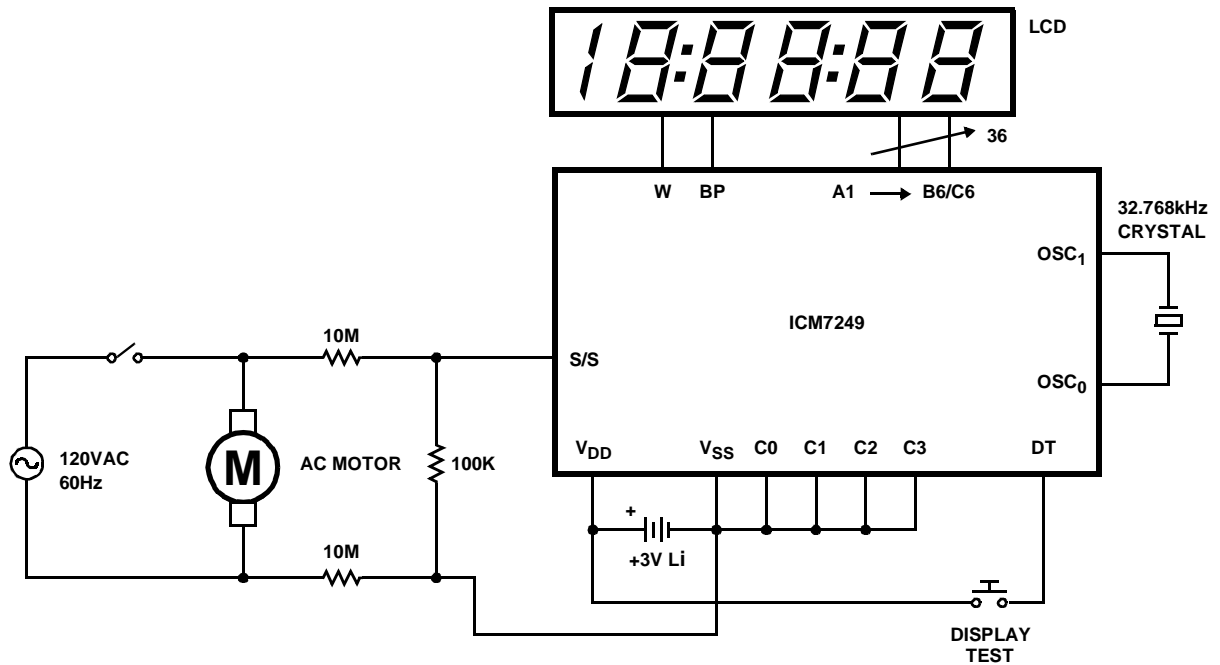 18:88:88
LCD
36
W BP A1 B6/C6
32.768kHz
CRYSTAL
OSC1
ICM7249
10M
S/S
OSC0
120VAC
60Hz
M
AC MOTOR
100K
VDD VSS C0 C1 C2 C3 DT
+
+3V Li
10M
DISPLAY
TEST